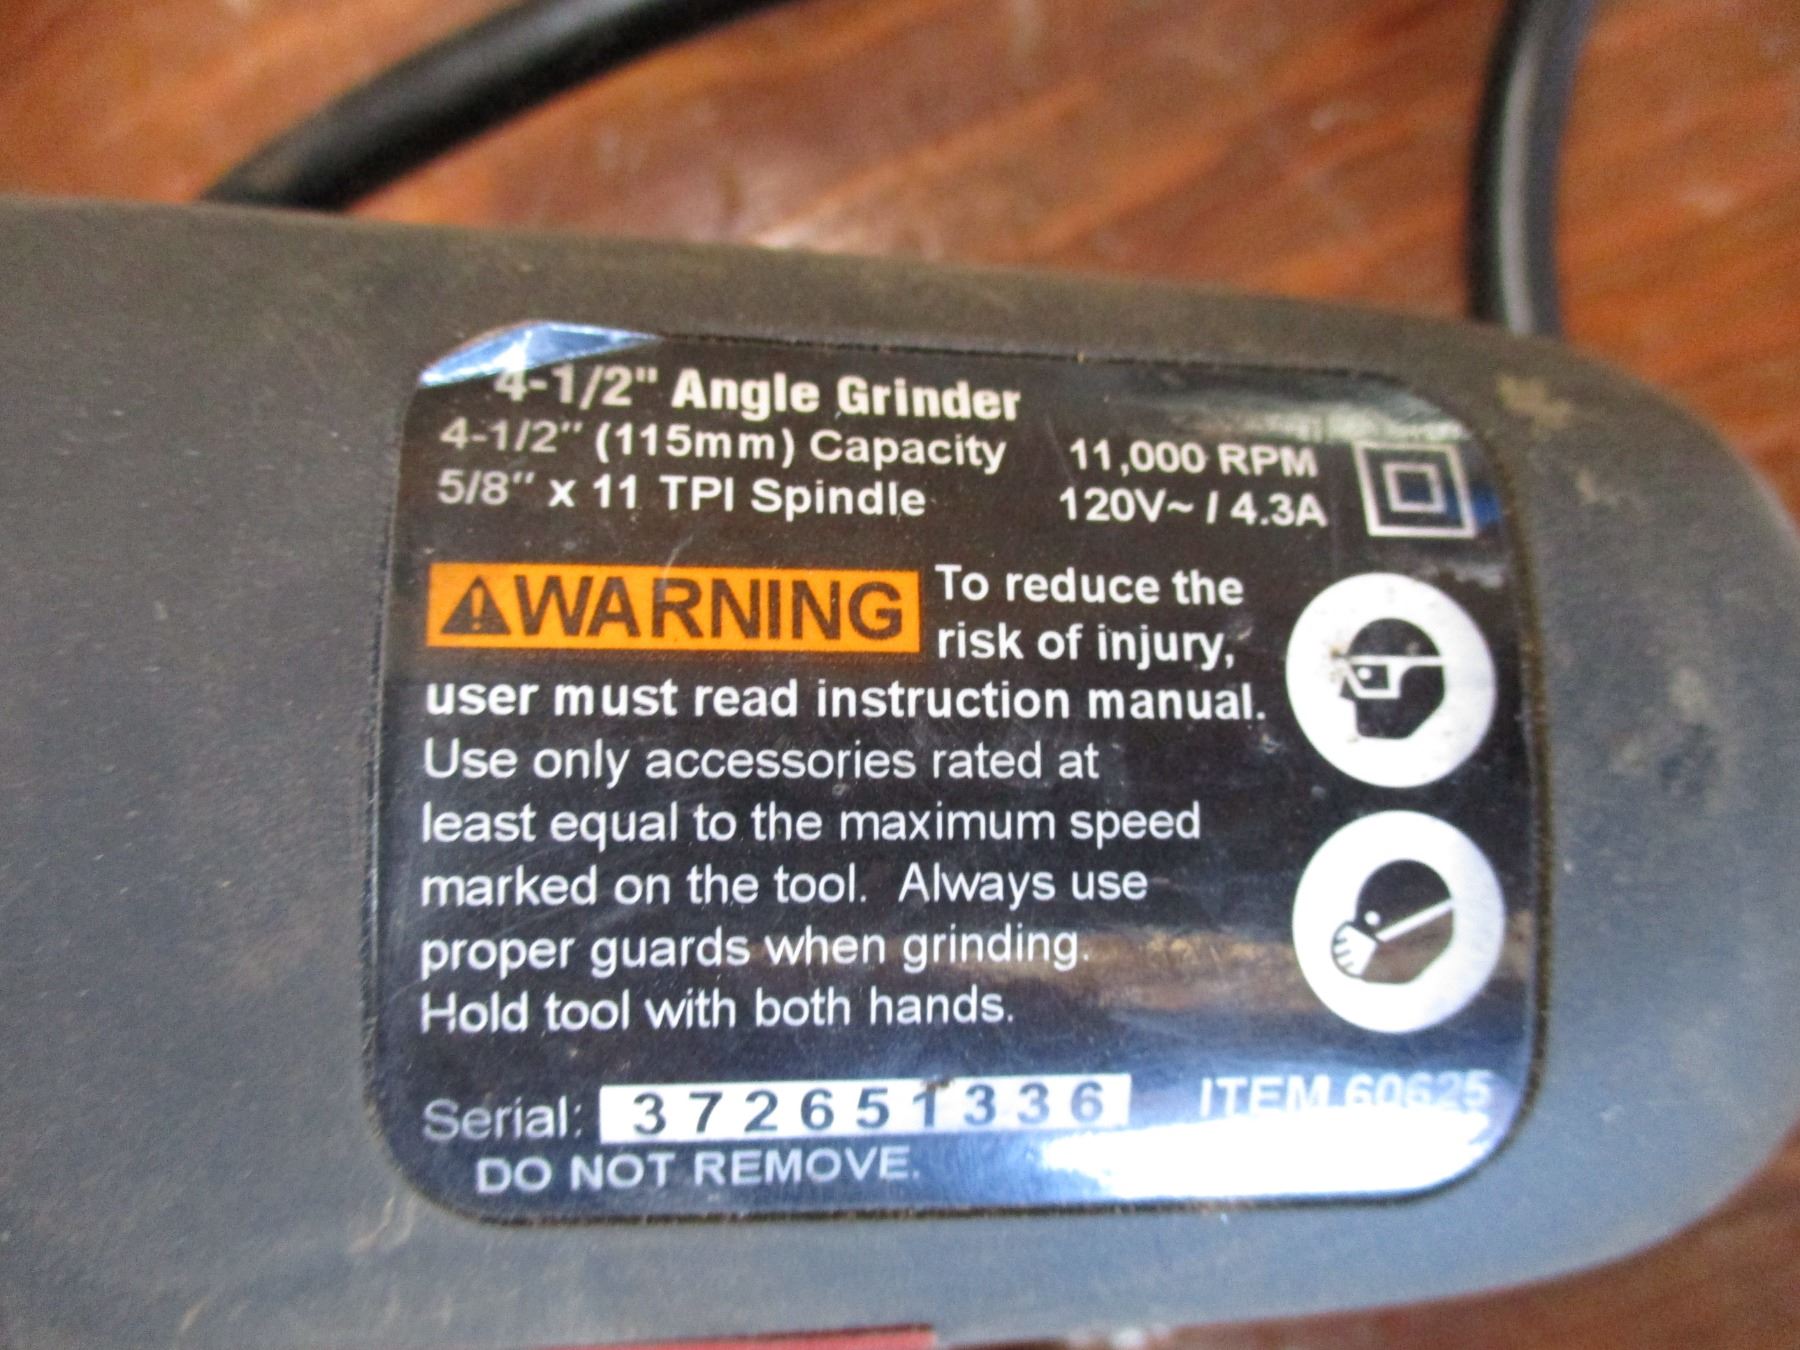 4-1/2" Angle Grinder
4-1/2" (115mm) Capacity 11,000 RPM
5/8" x 11 TPI Spindle 120V~ / 4.3A
WARNING To reduce the
risk of injury,
user must read instruction manual.
Use only accessories rated at
least equal to the maximum speed
marked on the tool. Always use
proper guards when grinding.
Hold tool with both hands.
Serial: 372651336 ITEM 60625
DO NOT REMOVE.